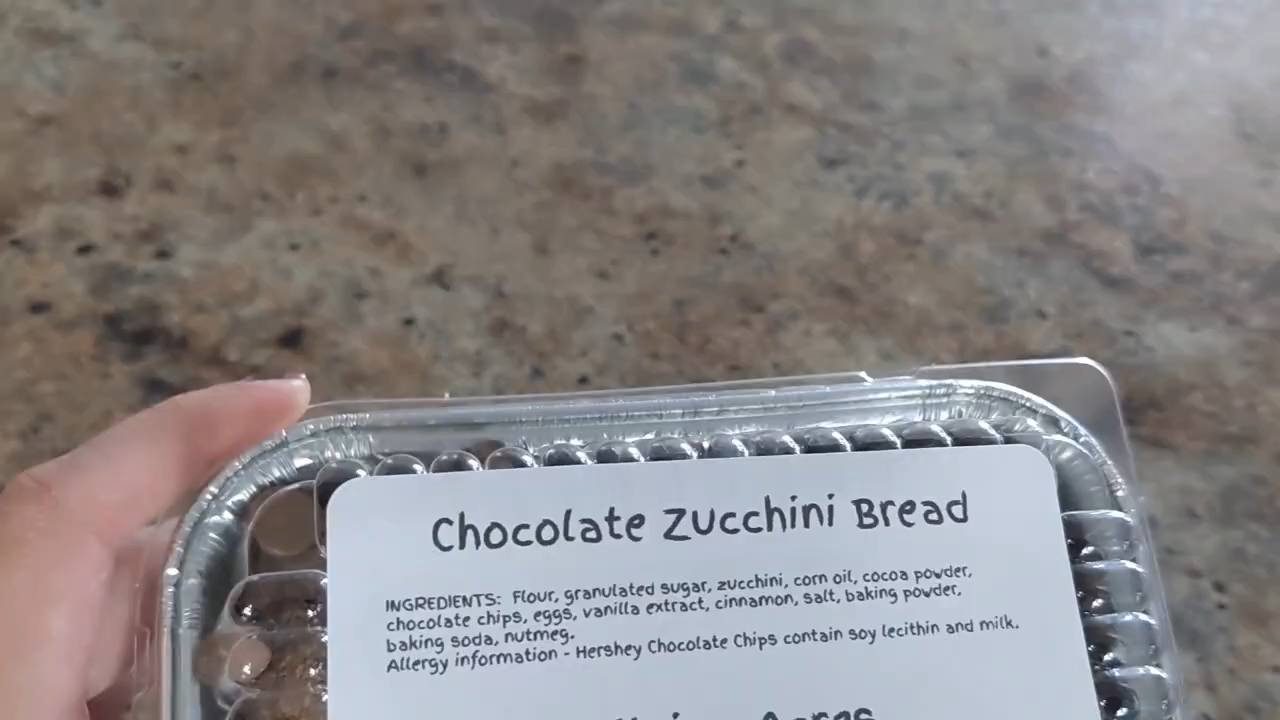 Chocolate Zucchini Bread
INGREDIENTS: Flour, granulated sugar, zucchini, corn oil, cocoa powder,
chocolate chips, eggs, vanilla extract, cinnamon, salt, baking powder,
baking soda, nutmeg.
Allergy information - Hershey Chocolate Chips contain soy lecithin and milk.